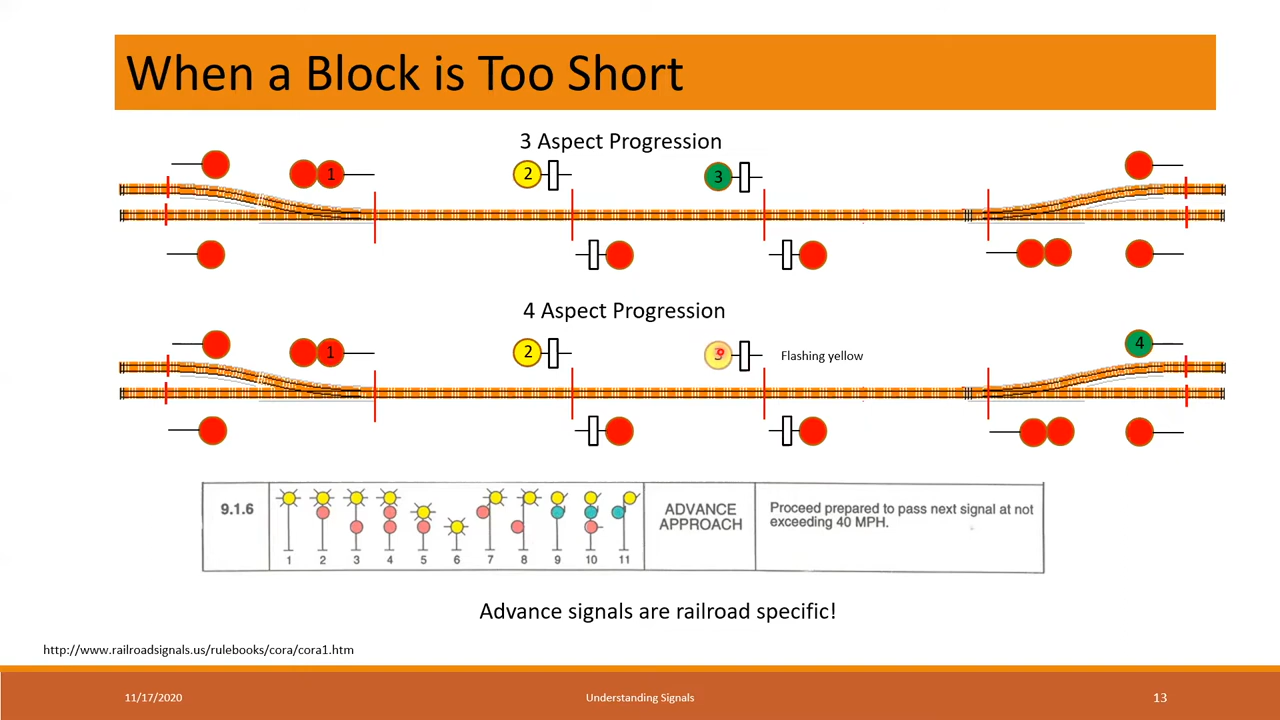 When a Block is Too Short
3 Aspect Progression
1
2
3
4 Aspect Progression
1
2
3
Flashing yellow
4
9.1.6
1 2 3 4 5 6 7 8 9 10 11
ADVANCE
APPROACH
Proceed prepared to pass next signal at not
exceeding 40 MPH.
Advance signals are railroad specific!
http://www.railroadsignals.us/rulebooks/cora/cora1.htm
11/17/2020
Understanding Signals
13